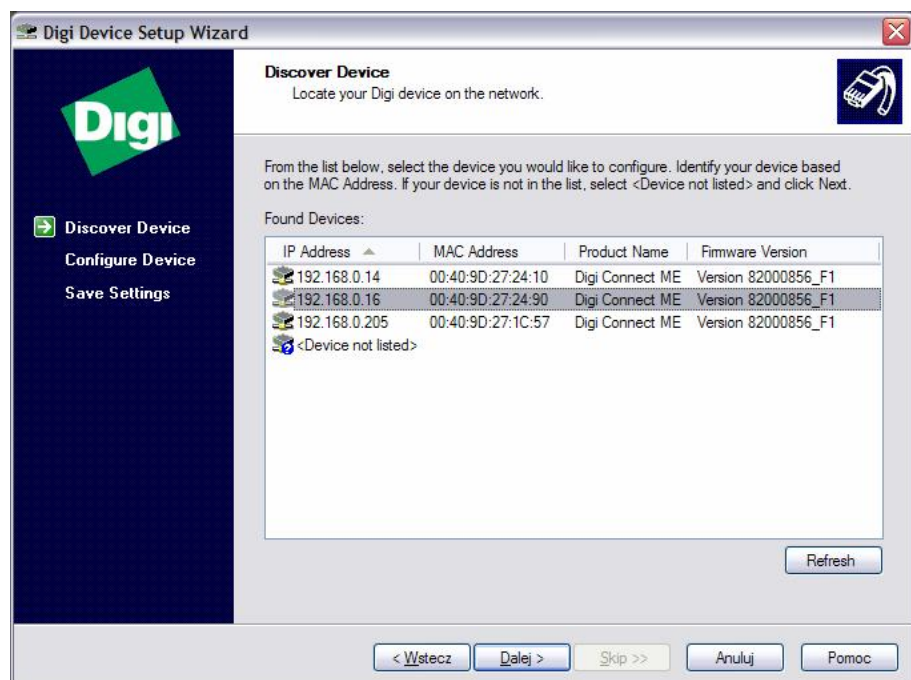 Digi Device Setup Wizard
Digi
Discover Device
Configure Device
Save Settings
Discover Device
Locate your Digi device on the network.
From the list below, select the device you would like to configure. Identify your device based
on the MAC Address. If your device is not in the list, select <Device not listed> and click Next.
Found Devices:
IP Address MAC Address Product Name Firmware Version
192.168.0.14 00:40:9D:27:24:10 Digi Connect ME Version 82000856_F1
192.168.0.16 00:40:9D:27:24:90 Digi Connect ME Version 82000856_F1
192.168.0.205 00:40:9D:27:1C:57 Digi Connect ME Version 82000856_F1
<Device not listed>
Refresh
< Wstecz Dalej > Skip >> Anuluj Pomoc